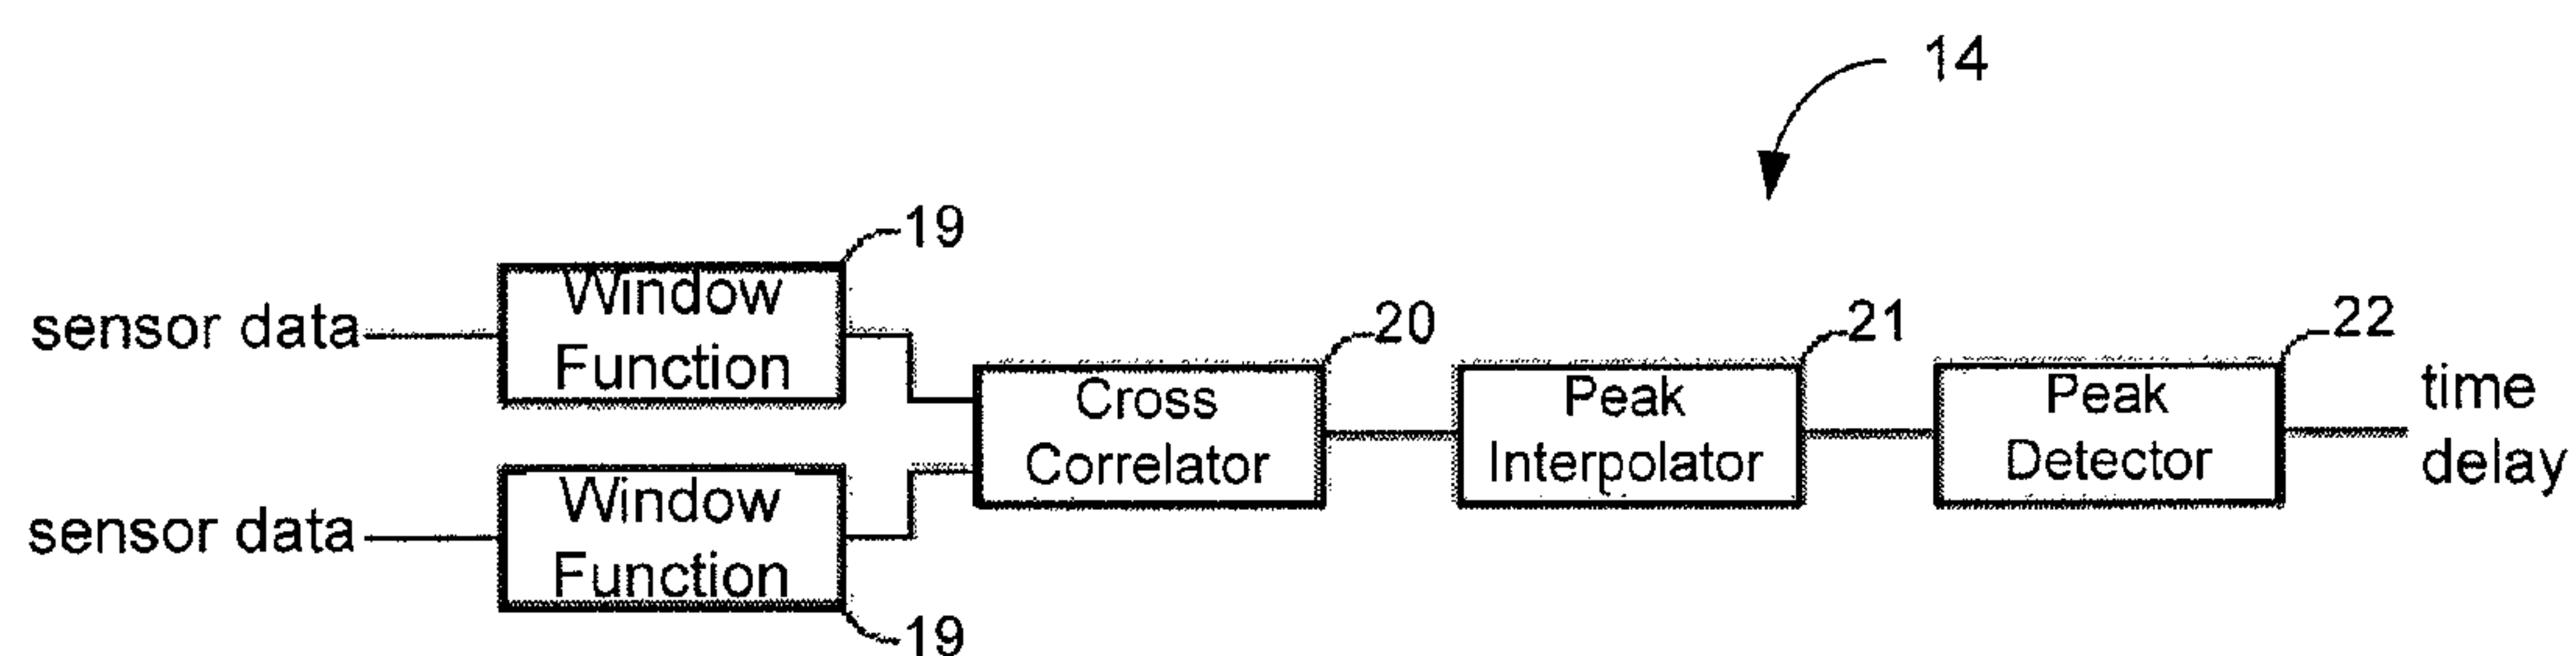 14
19
Window
Function
sensor data
20
Cross
Correlator
21
Peak
Interpolator
22
Peak
Detector
time
delay
sensor data
Window
Function
19